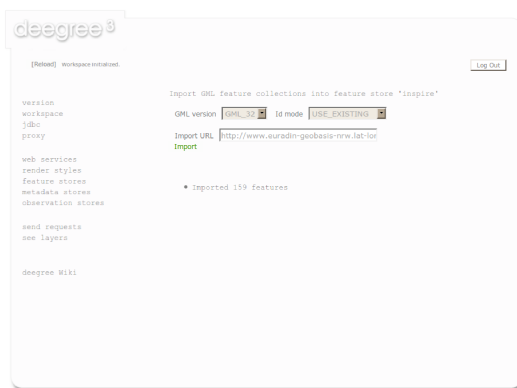 deegree 3
[Reload] Workspace initialized.
Log Out
Import GML feature collections into feature store 'inspire'
version
workspace
jdbc
proxy
GML version GML_32 Id mode USE_EXISTING
Import URL http://www.euradin-geobasis-nrw.lat-lor
Import
web services
render styles
feature stores
metadata stores
observation stores
Imported 159 features
send requests
see layers
deegree Wiki